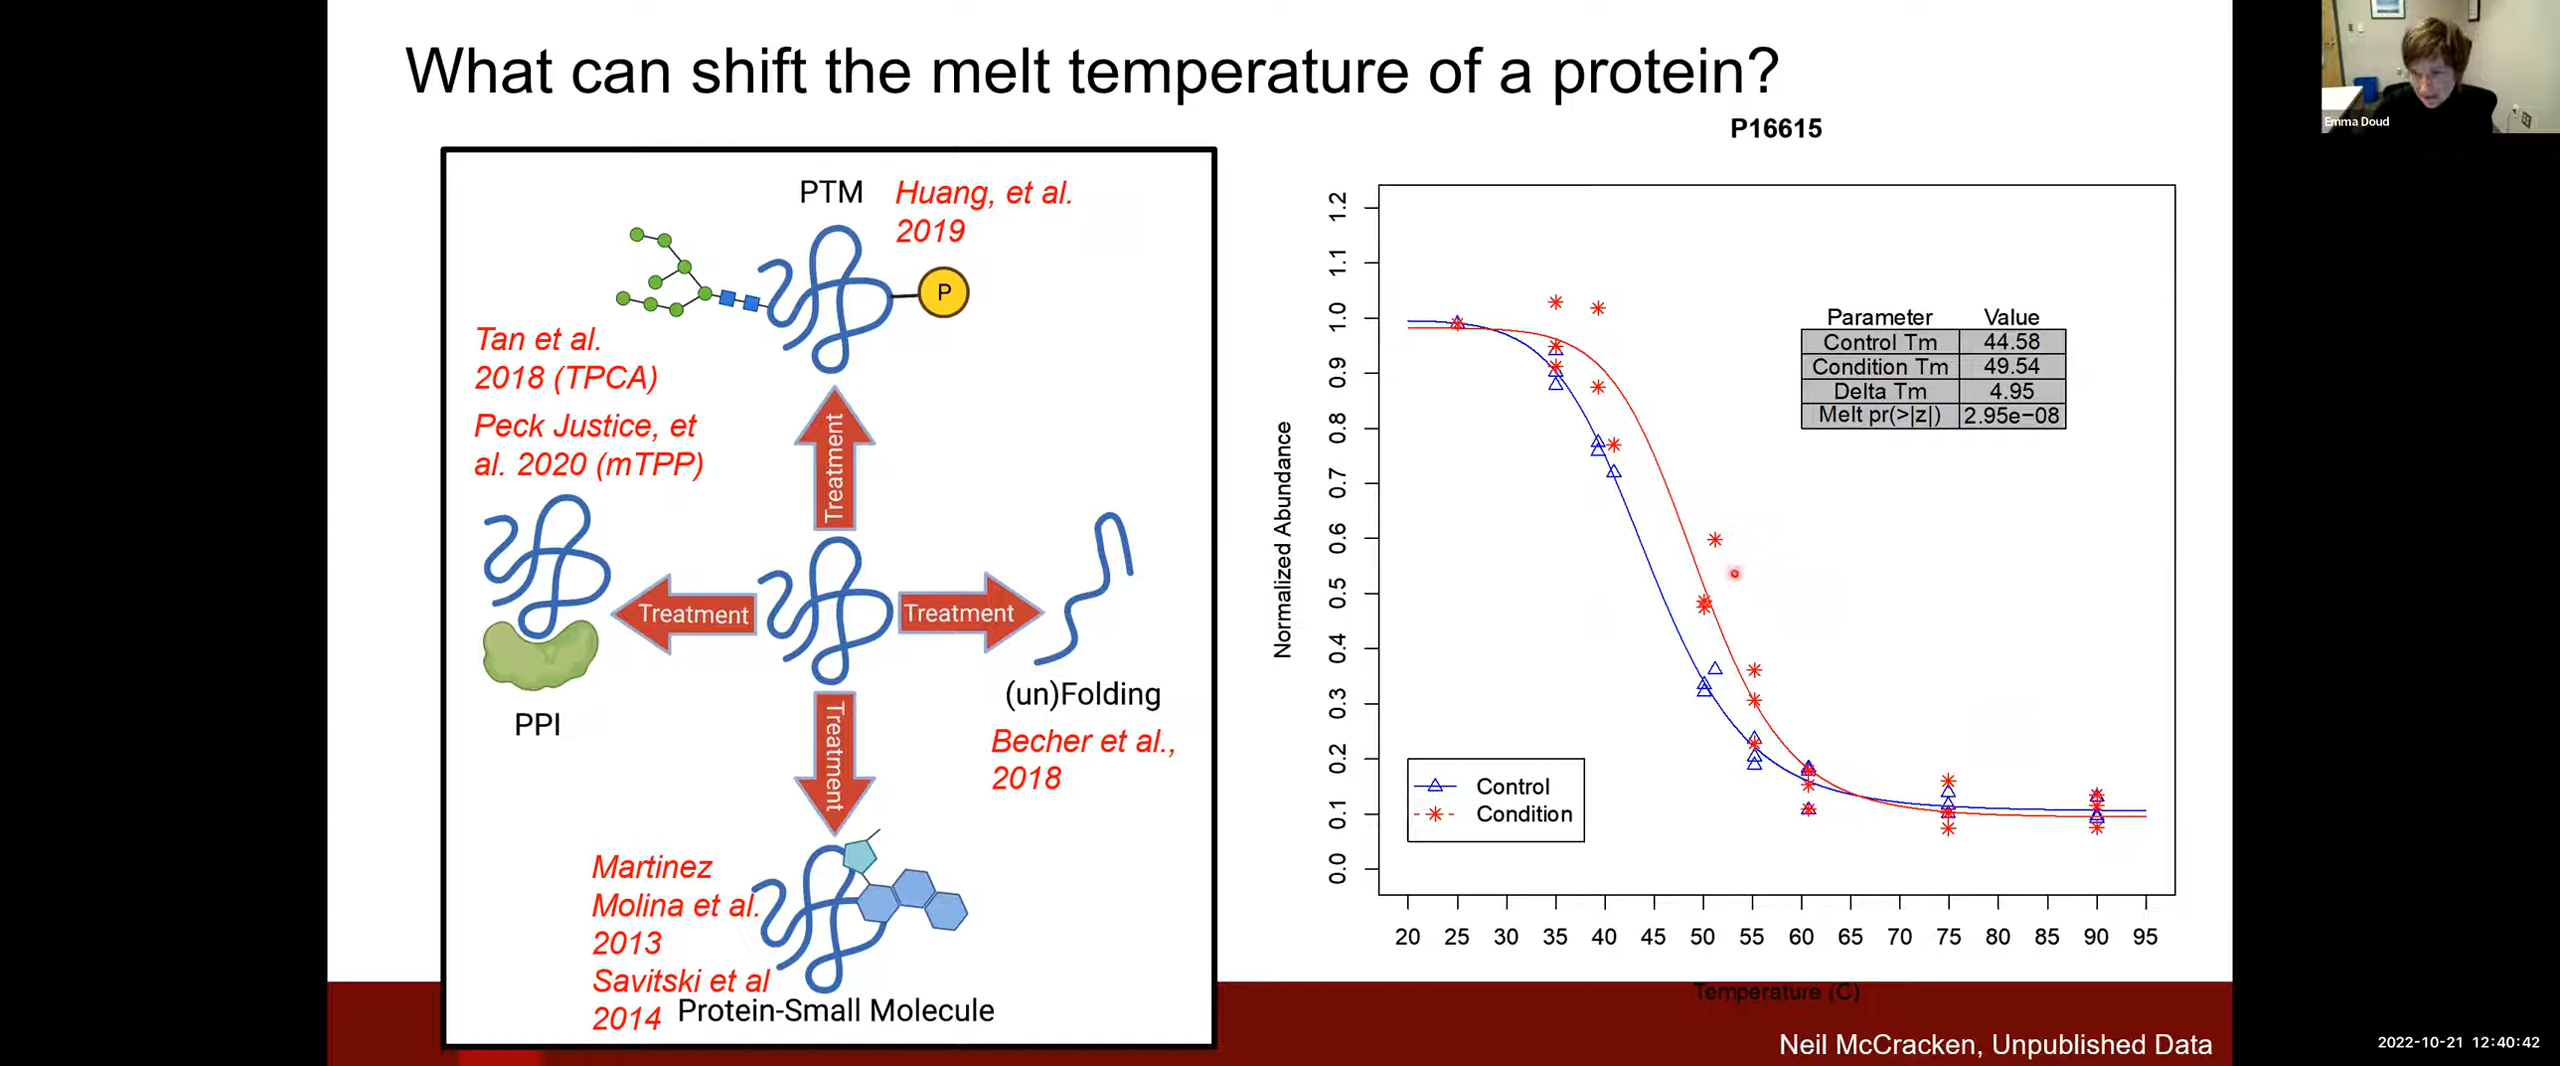 What can shift the melt temperature of a protein?
Emma Doud
PTM
Huang, et al.
2019
P
Tan et al.
2018 (TPCA)
Peck Justice, et
al. 2020 (mTPP)
Treatment
Treatment
Treatment
Treatment
PPI
(un)Folding
Becher et al.,
2018
Martinez
Molina et al.
2013
Savitski et al
2014
Protein-Small Molecule
P16615
Normalized Abundance
1.2
1.1
1.0
0.9
0.8
0.7
0.6
0.5
0.4
0.3
0.2
0.1
0.0
Parameter Value
Control Tm 44.58
Condition Tm 49.54
Delta Tm 4.95
Melt pr(>|z|) 2.95e−08
Control
Condition
20 25 30 35 40 45 50 55 60 65 70 75 80 85 90 95
Temperature (C)
Neil McCracken, Unpublished Data
2022-10-21 12:40:42